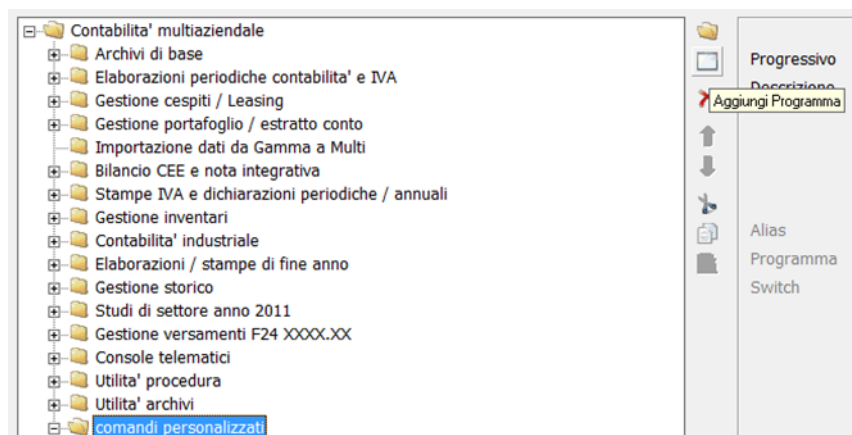 Contabilita' multiaziendale
Archivi di base
Elaborazioni periodiche contabilita' e IVA
Gestione cespiti / Leasing
Gestione portafoglio / estratto conto
Importazione dati da Gamma a Multi
Bilancio CEE e nota integrativa
Stampe IVA e dichiarazioni periodiche / annuali
Gestione inventari
Contabilita' industriale
Elaborazioni / stampe di fine anno
Gestione storico
Studi di settore anno 2011
Gestione versamenti F24 XXXX.XX
Console telematici
Utilita' procedura
Utilita' archivi
comandi personalizzati
Progressivo
Descrizione
Aggiungi Programma
Alias
Programma
Switch